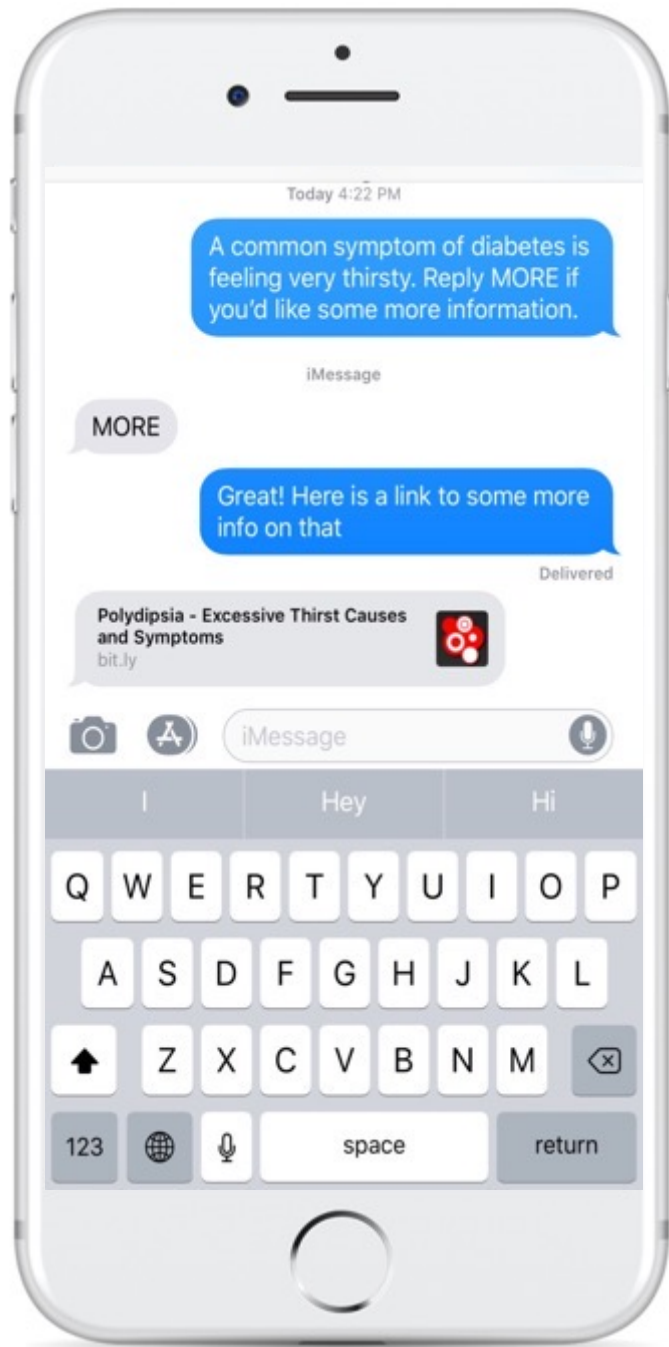 Today 4:22 PM
A common symptom of diabetes is
feeling very thirsty. Reply MORE if
you'd like some more information.
iMessage
MORE
Great! Here is a link to some more
info on that
Delivered
Polydipsia - Excessive Thirst Causes
and Symptoms
bit.ly
iMessage
I Hey Hi
Q W E R T Y U I O P
A S D F G H J K L
Z X C V B N M
123 space return